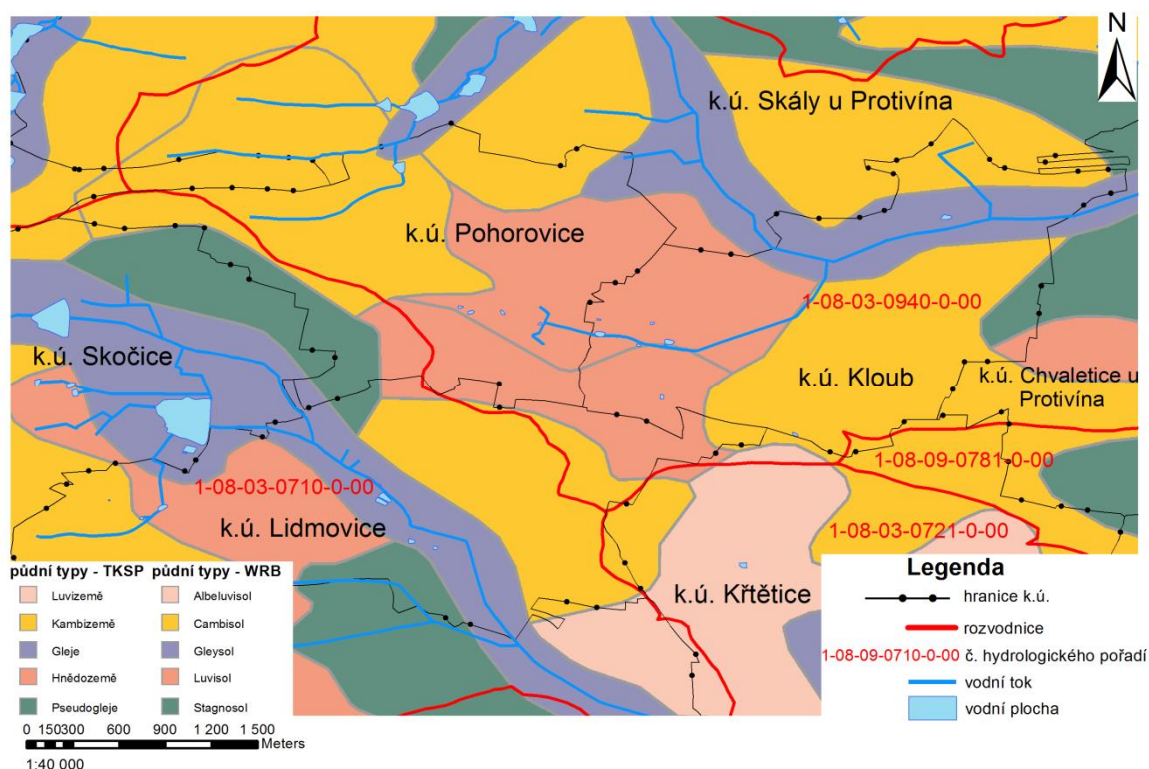 N
k.ú. Skály u Protivína
k.ú. Pohorovice
1-08-03-0940-0-00
k.ú. Skočice
k.ú. Kloub
k.ú. Chvaletice u
Protivína
1-08-09-0781-0-00
1-08-03-0710-0-00
k.ú. Lidmovice
1-08-03-0721-0-00
k.ú. Křtětice
půdní typy - TKSP
Luvizemě
Kambizemě
Gleje
Hnědozemě
Pseudogleje
půdní typy - WRB
Albeluvisol
Cambisol
Gleysol
Luvisol
Stagnosol
0 150300 600 900 1 200 1 500
Meters
1:40 000
Legenda
hranice k.ú.
rozvodnice
1-08-09-0710-0-00 č. hydrologického pořadí
vodní tok
vodní plocha